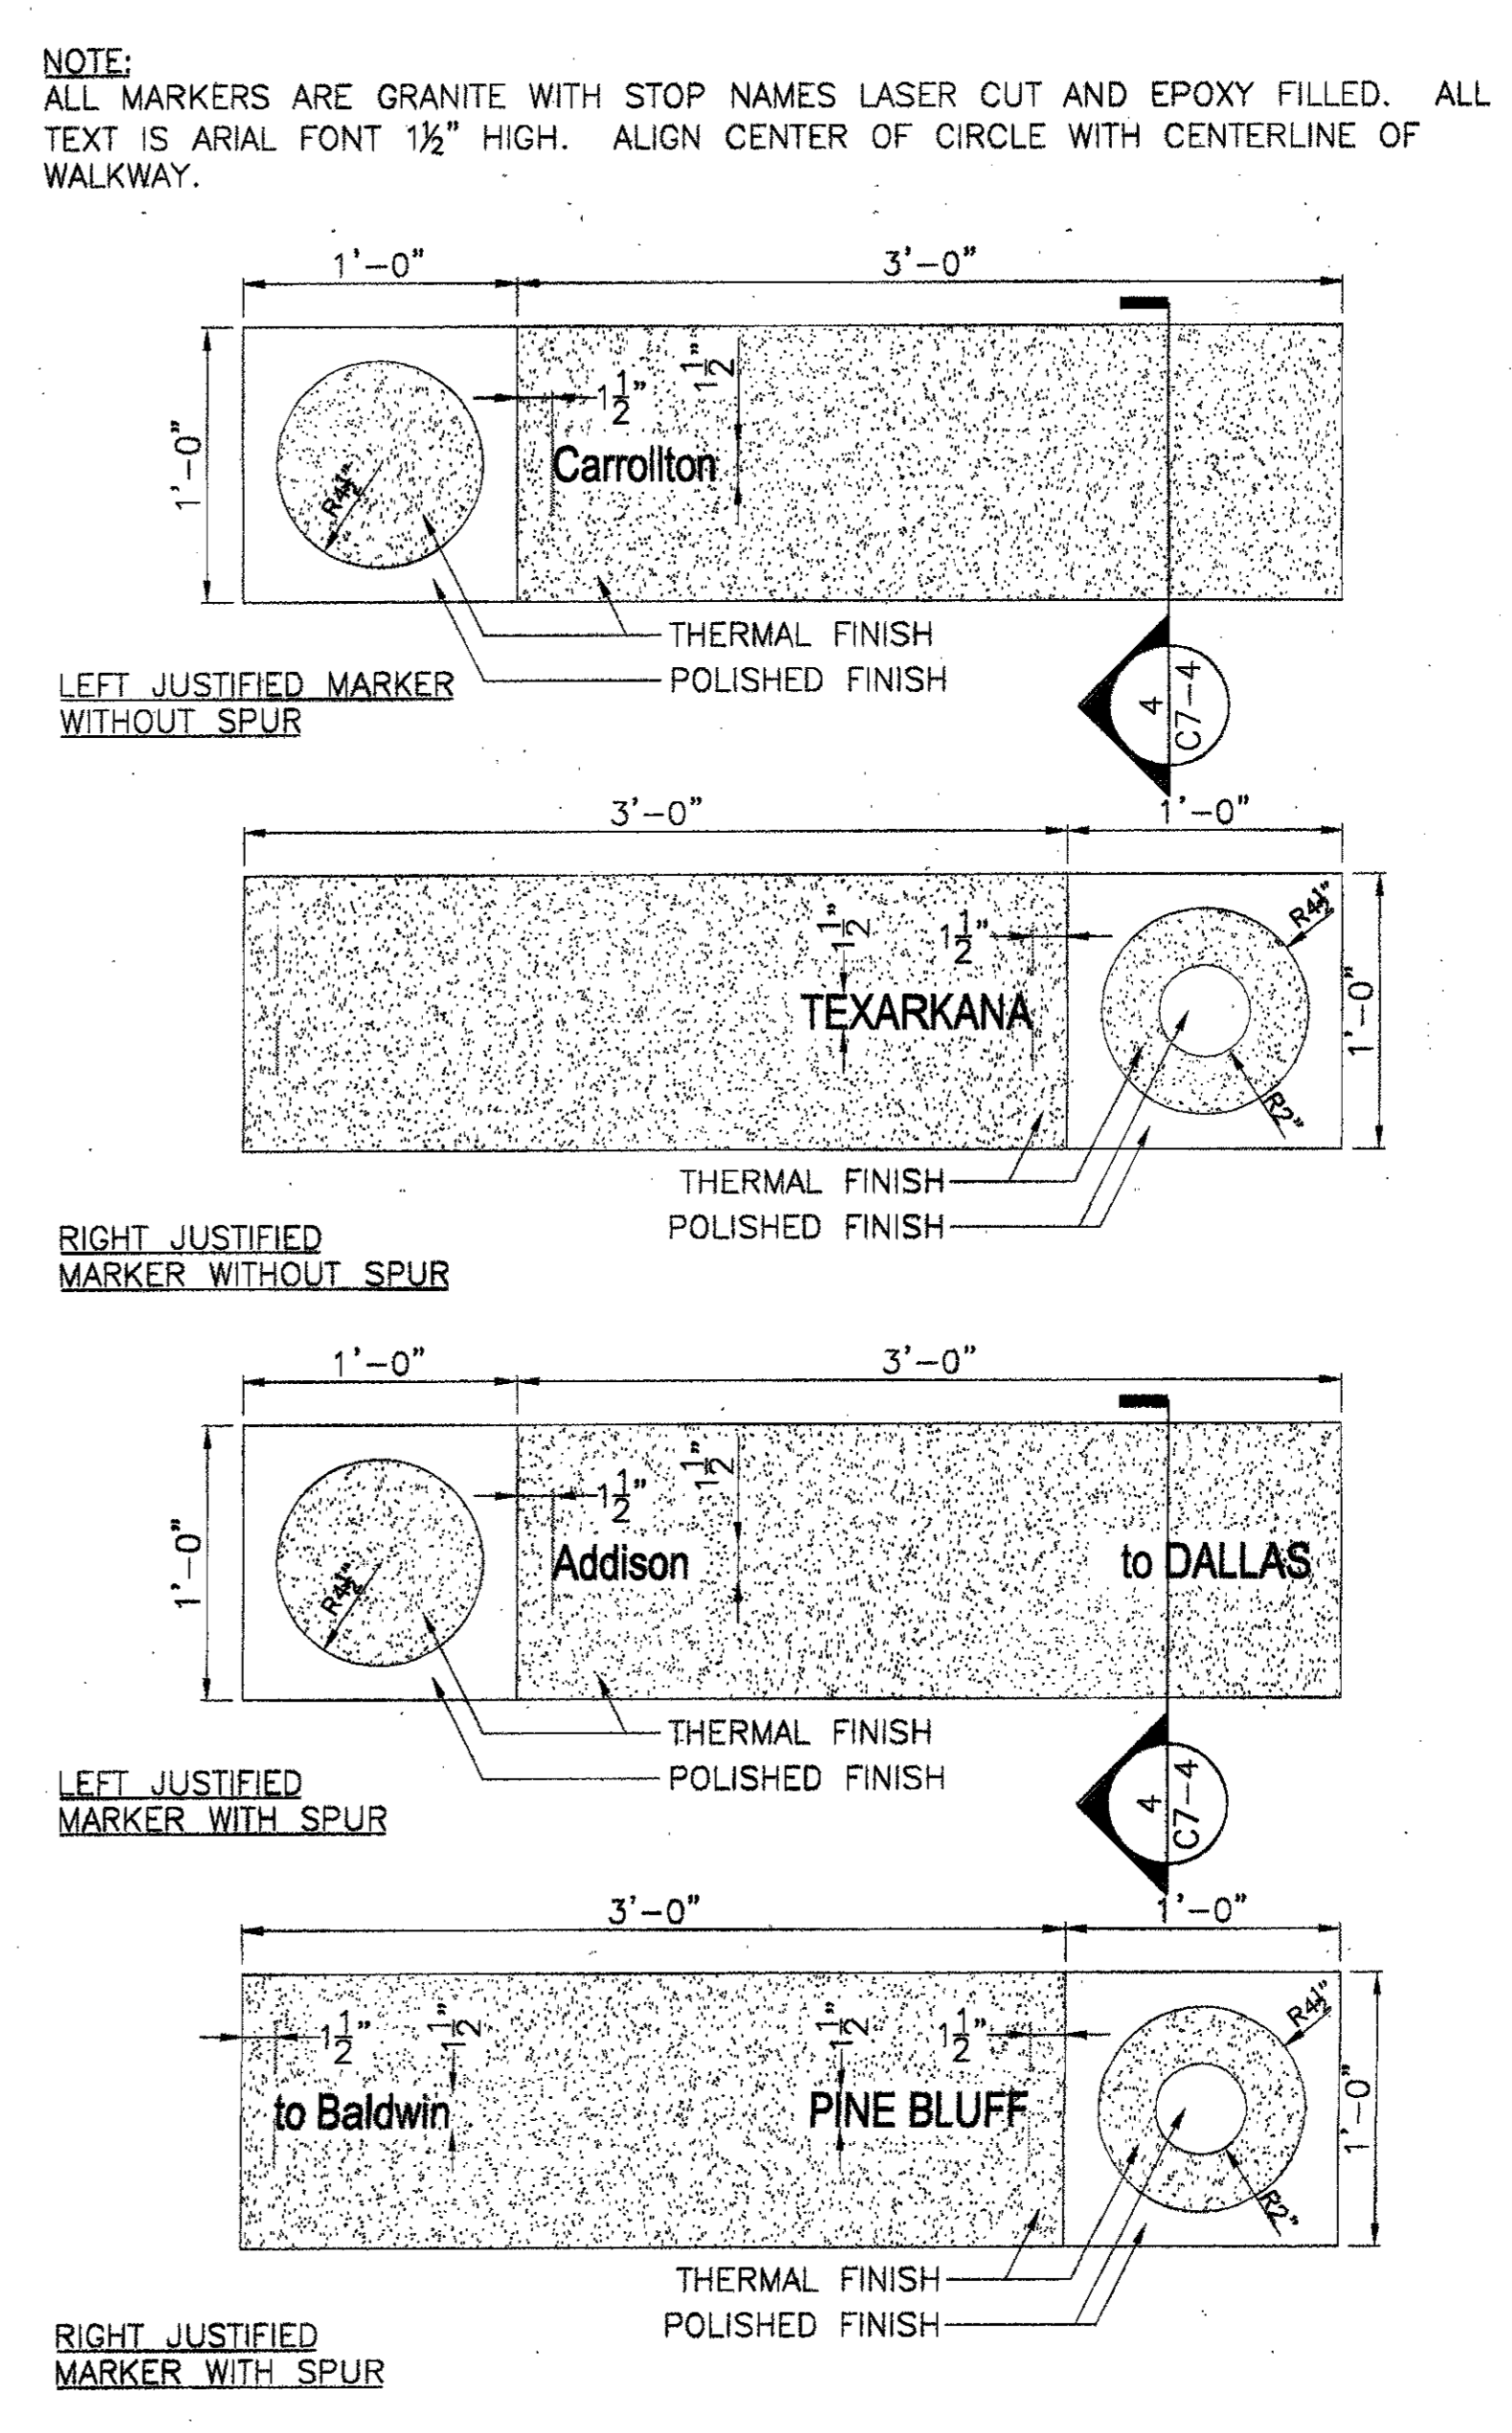 NOTE:
ALL MARKERS ARE GRANITE WITH STOP NAMES LASER CUT AND EPOXY FILLED. ALL
TEXT IS ARIAL FONT 1½" HIGH. ALIGN CENTER OF CIRCLE WITH CENTERLINE OF
WALKWAY.
1'-0"
3'-0"
1'-0"
R4½"
1½"
1½"
Carrollton
THERMAL FINISH
POLISHED FINISH
LEFT JUSTIFIED MARKER
WITHOUT SPUR
4
C7-4
3'-0"
1'-0"
1½"
1½"
TEXARKANA
R4½"
R2"
1'-0"
THERMAL FINISH
POLISHED FINISH
RIGHT JUSTIFIED
MARKER WITHOUT SPUR
1'-0"
3'-0"
1'-0"
R4½"
1½"
1½"
Addison
to DALLAS
THERMAL FINISH
POLISHED FINISH
LEFT JUSTIFIED
MARKER WITH SPUR
4
C7-4
3'-0"
1'-0"
1½"
1½"
1½"
1½"
to Baldwin
PINE BLUFF
R4½"
R2"
1'-0"
THERMAL FINISH
POLISHED FINISH
RIGHT JUSTIFIED
MARKER WITH SPUR